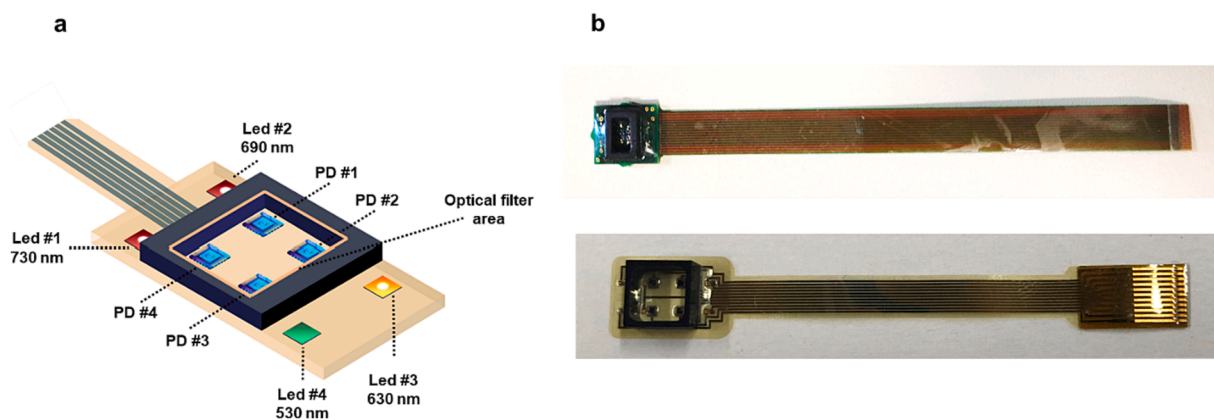 a
b
Led #2
690 nm
PD #1
PD #2
Optical filter
area
Led #1
730 nm
PD #4
PD #3
Led #3
630 nm
Led #4
530 nm